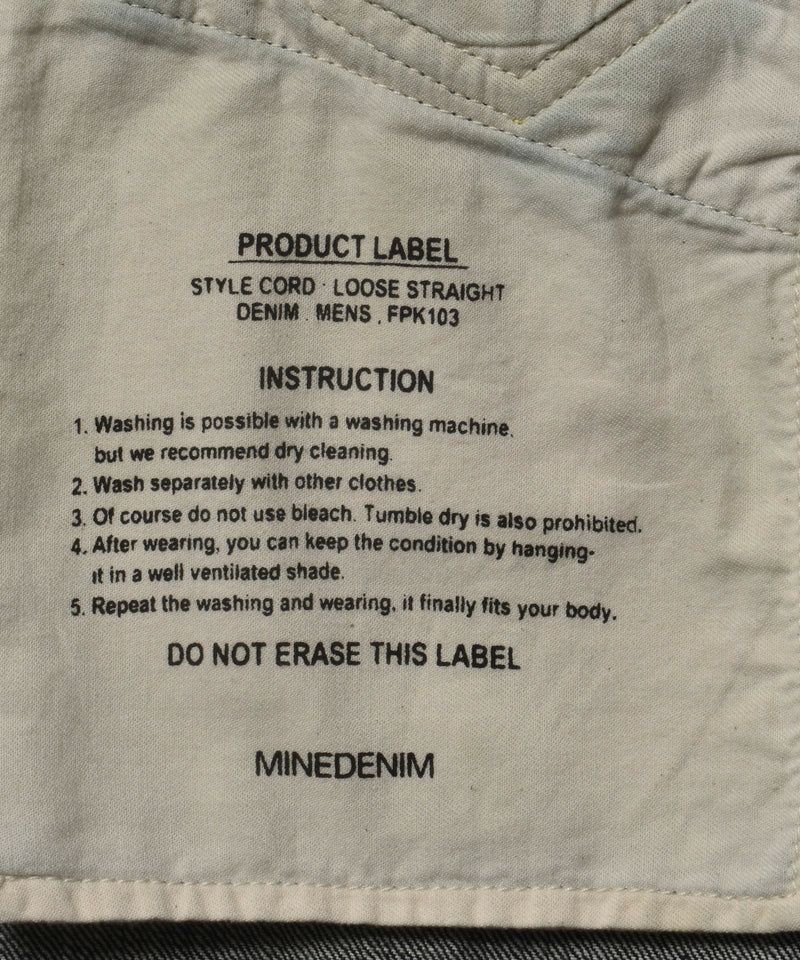 PRODUCT LABEL
STYLE CORD · LOOSE STRAIGHT
DENIM . MENS . FPK103
INSTRUCTION
1. Washing is possible with a washing machine,
but we recommend dry cleaning.
2. Wash separately with other clothes.
3. Of course do not use bleach. Tumble dry is also prohibited.
4. After wearing, you can keep the condition by hanging-
it in a well ventilated shade.
5. Repeat the washing and wearing, it finally fits your body.
DO NOT ERASE THIS LABEL
MINEDENIM